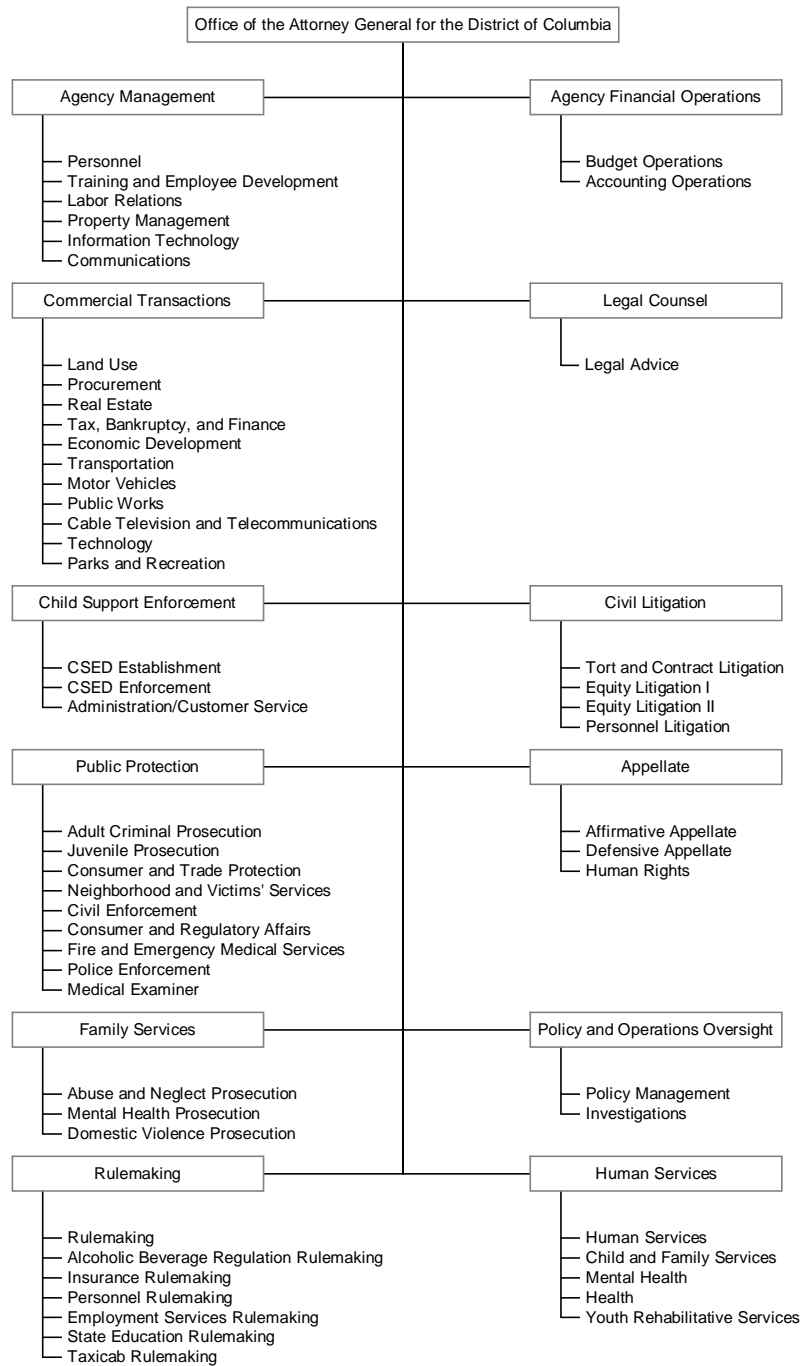 Office of the Attorney General for the District of Columbia
Agency Management
Personnel
Training and Employee Development
Labor Relations
Property Management
Information Technology
Communications
Agency Financial Operations
Budget Operations
Accounting Operations
Commercial Transactions
Land Use
Procurement
Real Estate
Tax, Bankruptcy, and Finance
Economic Development
Transportation
Motor Vehicles
Public Works
Cable Television and Telecommunications
Technology
Parks and Recreation
Legal Counsel
Legal Advice
Child Support Enforcement
CSED Establishment
CSED Enforcement
Administration/Customer Service
Civil Litigation
Tort and Contract Litigation
Equity Litigation I
Equity Litigation II
Personnel Litigation
Public Protection
Adult Criminal Prosecution
Juvenile Prosecution
Consumer and Trade Protection
Neighborhood and Victims' Services
Civil Enforcement
Consumer and Regulatory Affairs
Fire and Emergency Medical Services
Police Enforcement
Medical Examiner
Appellate
Affirmative Appellate
Defensive Appellate
Human Rights
Family Services
Abuse and Neglect Prosecution
Mental Health Prosecution
Domestic Violence Prosecution
Policy and Operations Oversight
Policy Management
Investigations
Rulemaking
Rulemaking
Alcoholic Beverage Regulation Rulemaking
Insurance Rulemaking
Personnel Rulemaking
Employment Services Rulemaking
State Education Rulemaking
Taxicab Rulemaking
Human Services
Human Services
Child and Family Services
Mental Health
Health
Youth Rehabilitative Services